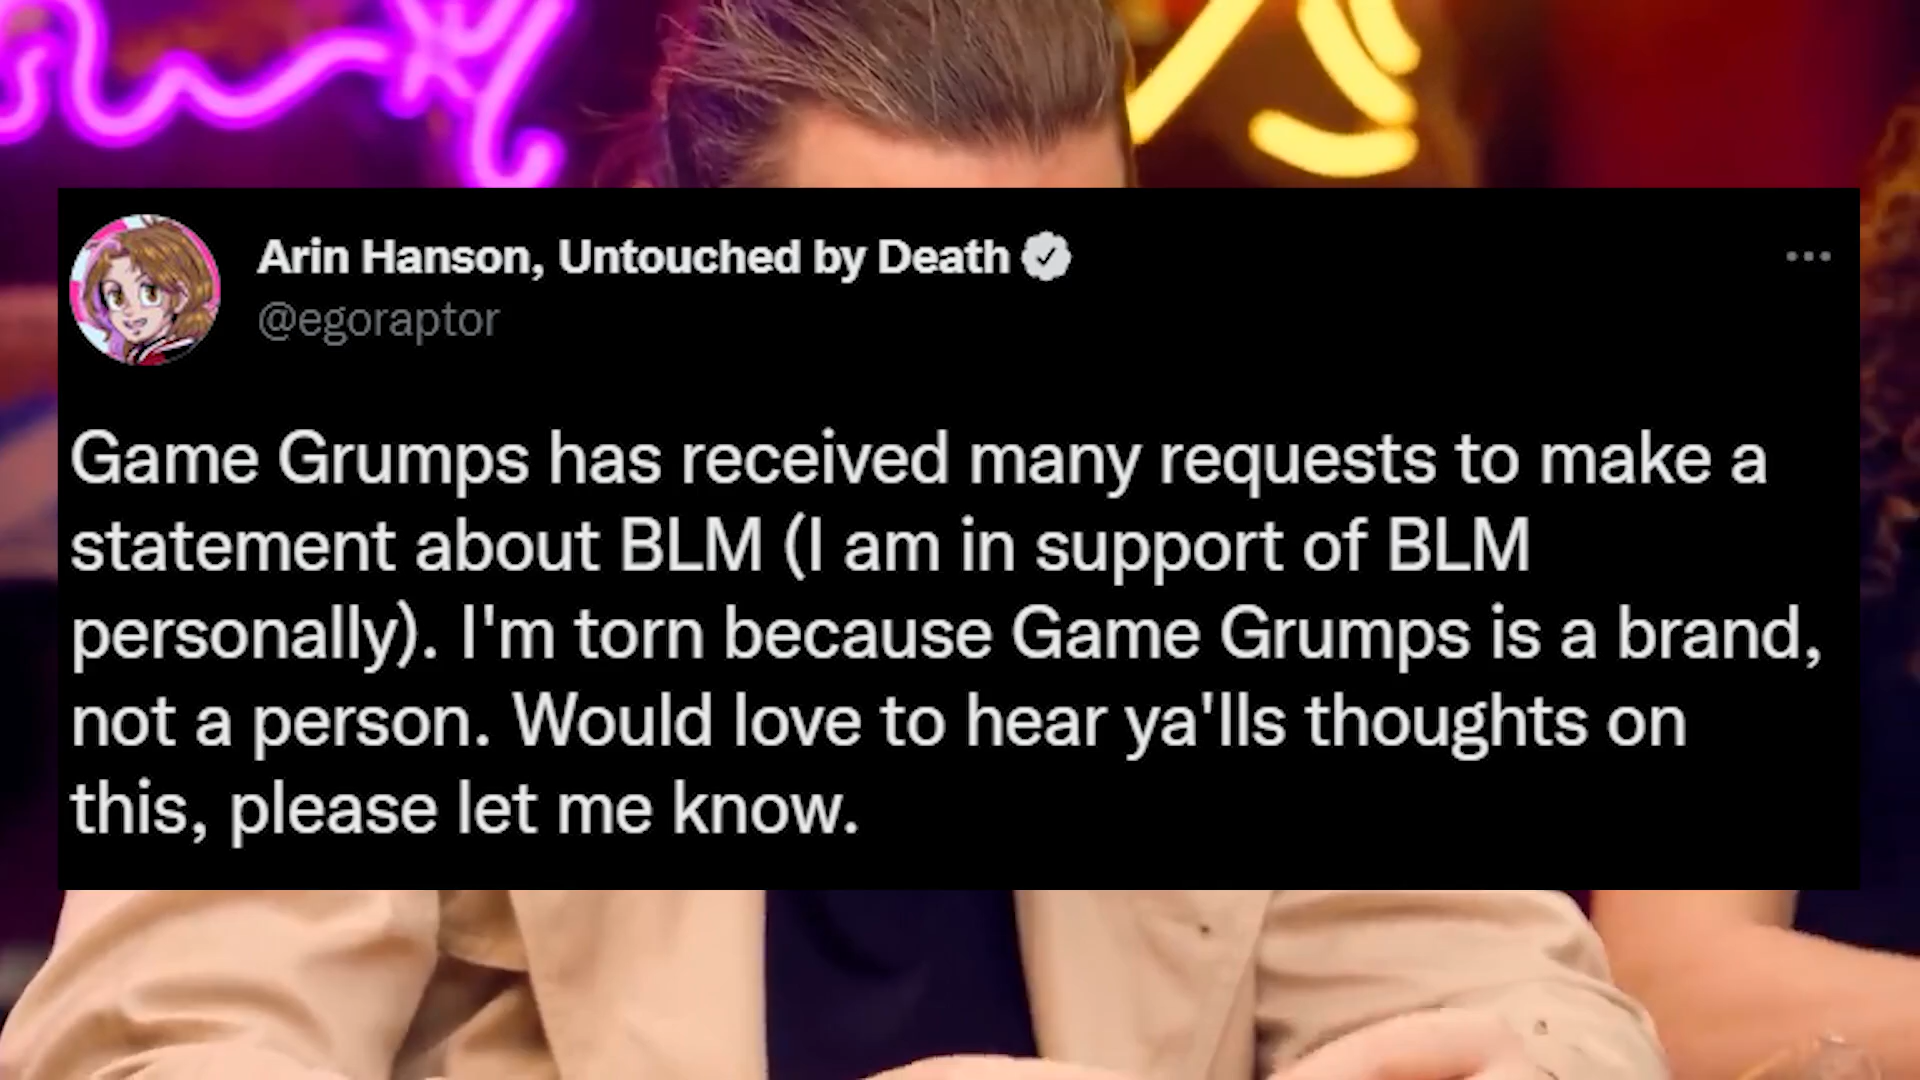 Arin Hanson, Untouched by Death
@egoraptor
Game Grumps has received many requests to make a
statement about BLM (I am in support of BLM
personally). I'm torn because Game Grumps is a brand,
not a person. Would love to hear ya'lls thoughts on
this, please let me know.